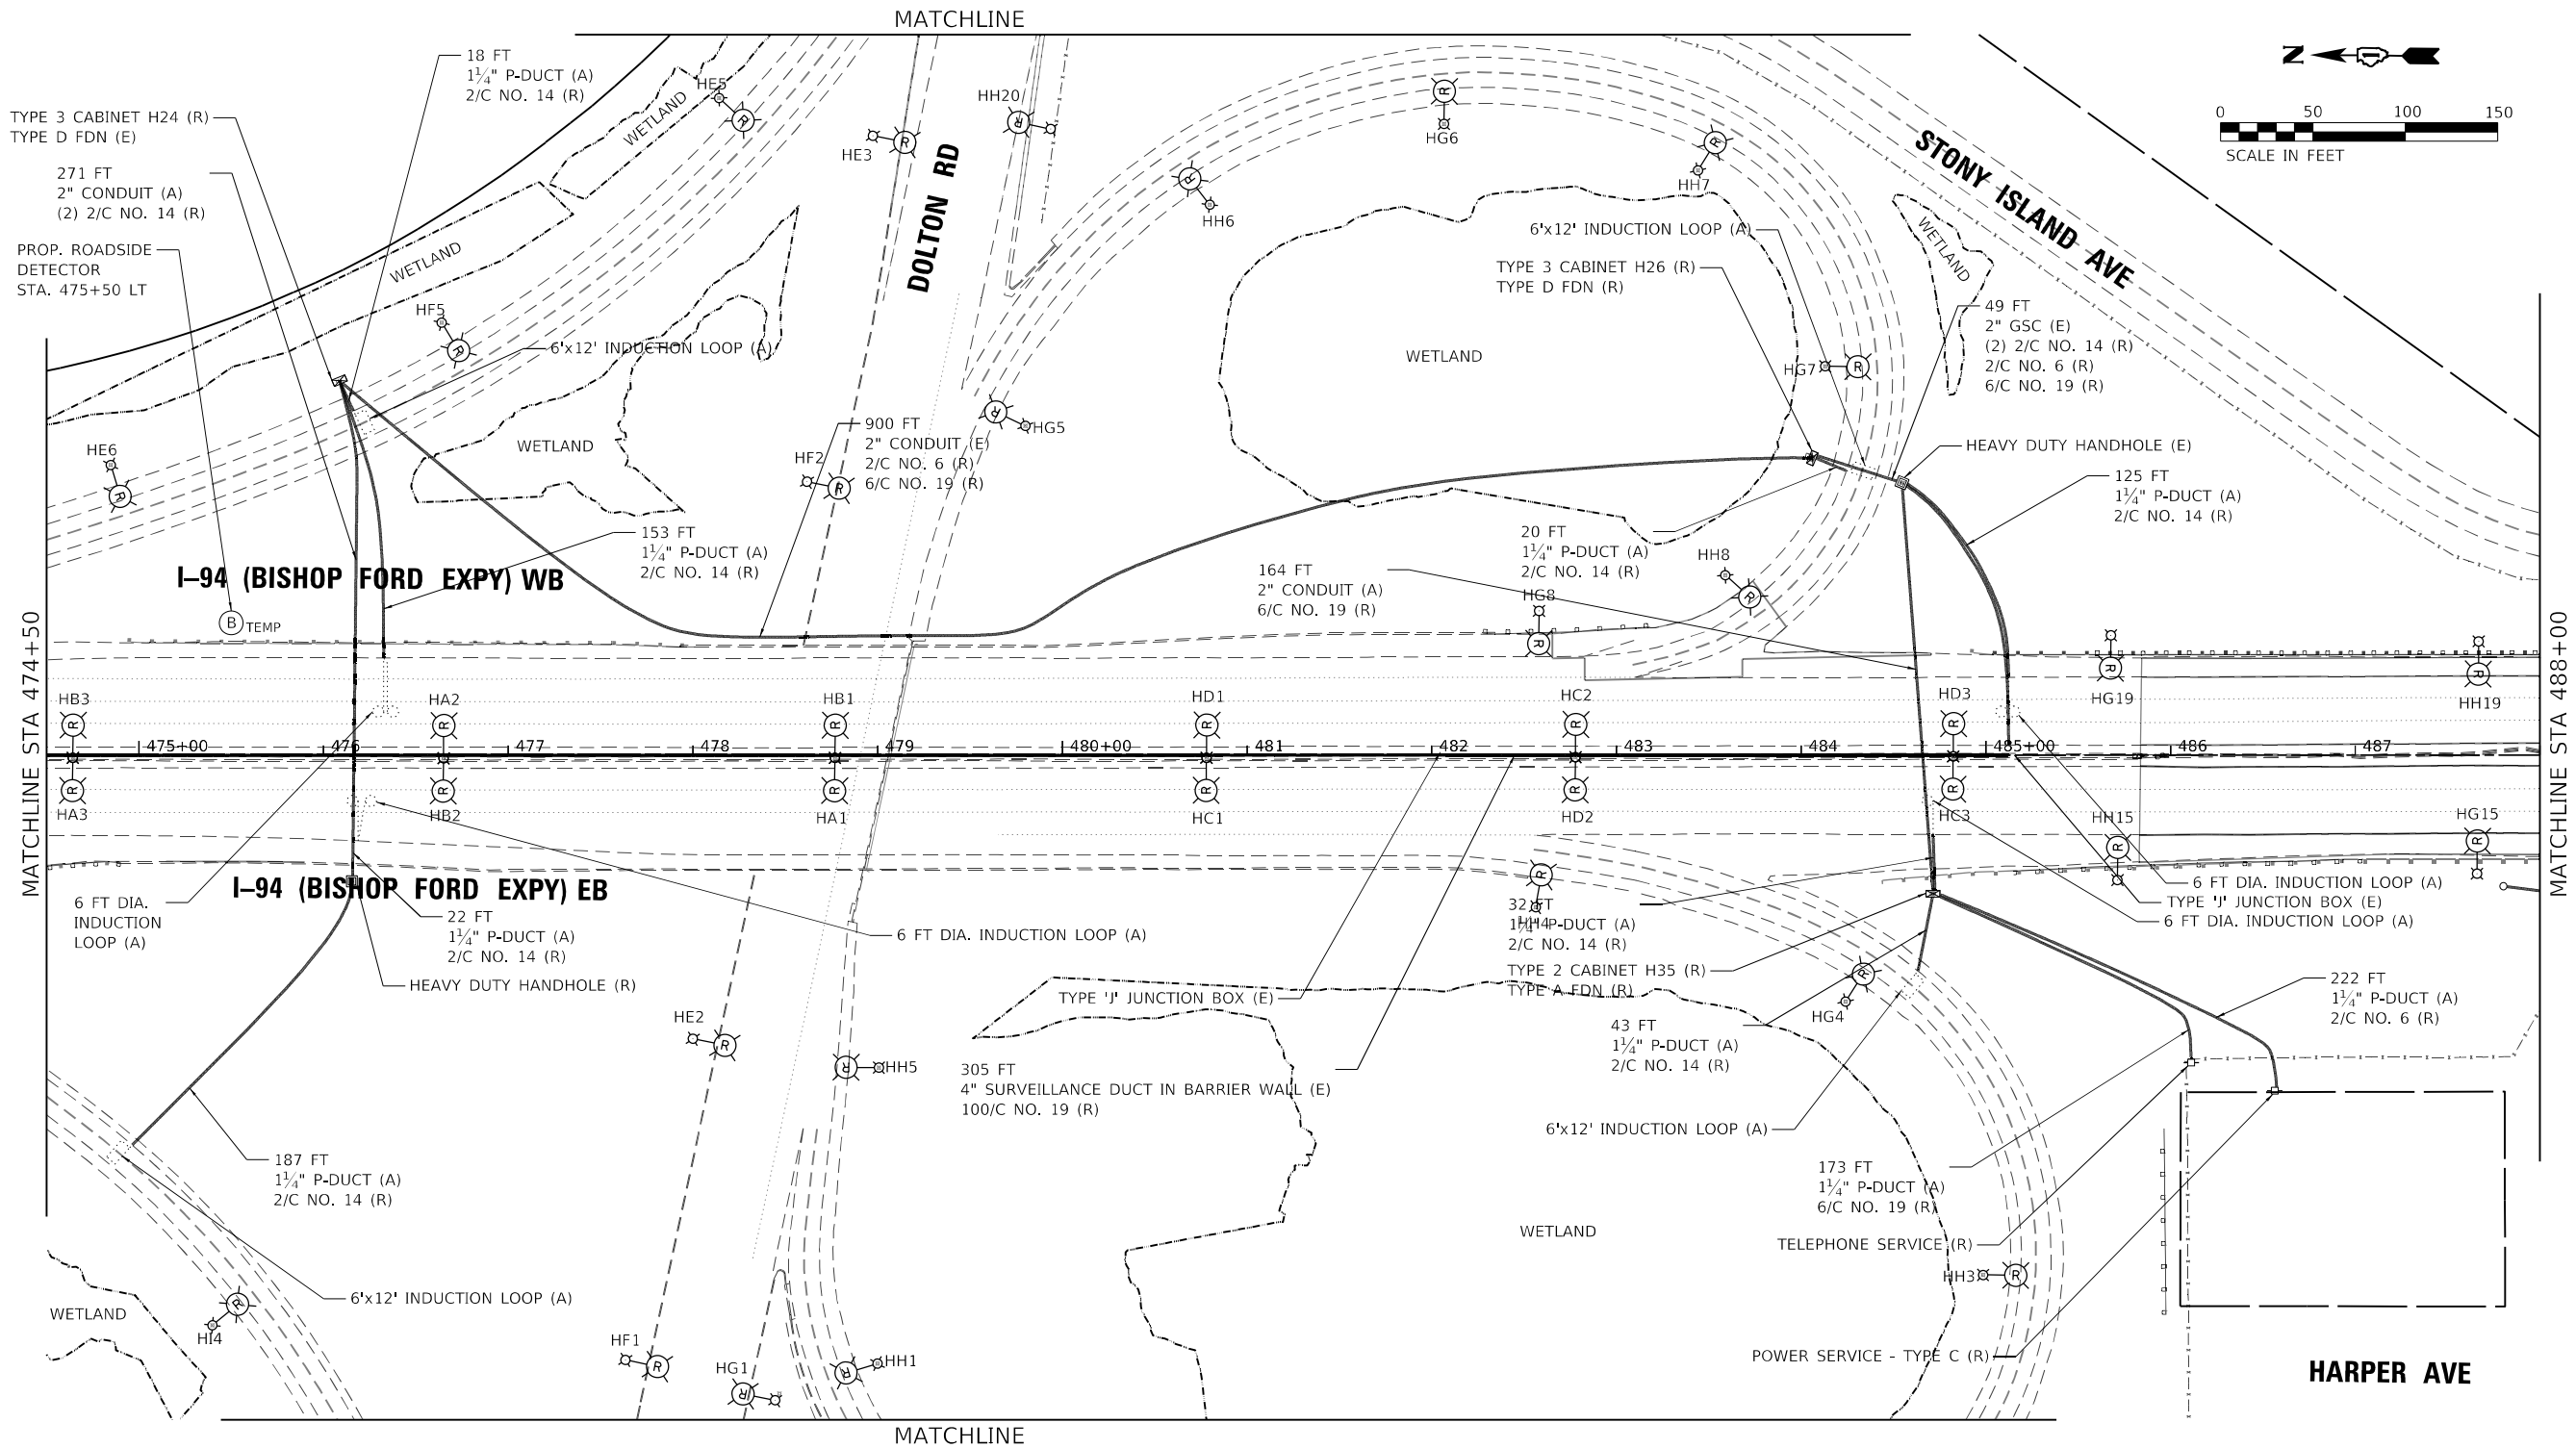 MATCHLINE
18 FT
1¼" P-DUCT (A)
2/C NO. 14 (R)
TYPE 3 CABINET H24 (R)
TYPE D FDN (E)
271 FT
2" CONDUIT (A)
(2) 2/C NO. 14 (R)
PROP. ROADSIDE
DETECTOR
STA. 475+50 LT
HE5
WETLAND
WETLAND
HE3
HH20
DOLTON RD
HG6
HH6
HH7
N
0 50 100 150
SCALE IN FEET
STONY ISLAND AVE
WETLAND
6'x12' INDUCTION LOOP (A)
TYPE 3 CABINET H26 (R)
TYPE D FDN (R)
49 FT
2" GSC (E)
(2) 2/C NO. 14 (R)
2/C NO. 6 (R)
6/C NO. 19 (R)
HF5
6'x12' INDUCTION LOOP (A)
WETLAND
HG7
HE6
WETLAND
HF2
900 FT
2" CONDUIT (E)
2/C NO. 6 (R)
6/C NO. 19 (R)
HG5
HEAVY DUTY HANDHOLE (E)
125 FT
1¼" P-DUCT (A)
2/C NO. 14 (R)
153 FT
1¼" P-DUCT (A)
2/C NO. 14 (R)
20 FT
1¼" P-DUCT (A)
2/C NO. 14 (R)
HH8
164 FT
2" CONDUIT (A)
6/C NO. 19 (R)
HG8
I-94 (BISHOP FORD EXPY) WB
B TEMP
MATCHLINE STA 474+50
MATCHLINE STA 488+00
HB3
HA2
HB1
HD1
HC2
HD3
HG19
HH19
475+00
476
477
478
479
480+00
481
482
483
484
485+00
486
487
HA3
HB2
HA1
HC1
HD2
HC3
HH15
HG15
I-94 (BISHOP FORD EXPY) EB
6 FT DIA.
INDUCTION
LOOP (A)
22 FT
1¼" P-DUCT (A)
2/C NO. 14 (R)
HEAVY DUTY HANDHOLE (R)
6 FT DIA. INDUCTION LOOP (A)
32 FT
1¼" P-DUCT (A)
2/C NO. 14 (R)
HH4
6 FT DIA. INDUCTION LOOP (A)
TYPE 'J' JUNCTION BOX (E)
6 FT DIA. INDUCTION LOOP (A)
TYPE 2 CABINET H35 (R)
TYPE A FDN (R)
TYPE 'J' JUNCTION BOX (E)
HG4
222 FT
1¼" P-DUCT (A)
2/C NO. 6 (R)
HE2
43 FT
1¼" P-DUCT (A)
2/C NO. 14 (R)
HH5
305 FT
4" SURVEILLANCE DUCT IN BARRIER WALL (E)
100/C NO. 19 (R)
6'x12' INDUCTION LOOP (A)
187 FT
1¼" P-DUCT (A)
2/C NO. 14 (R)
173 FT
1¼" P-DUCT (A)
6/C NO. 19 (R)
WETLAND
TELEPHONE SERVICE (R)
HH3
6'x12' INDUCTION LOOP (A)
WETLAND
HI4
HF1
HG1
HH1
POWER SERVICE - TYPE C (R)
HARPER AVE
MATCHLINE